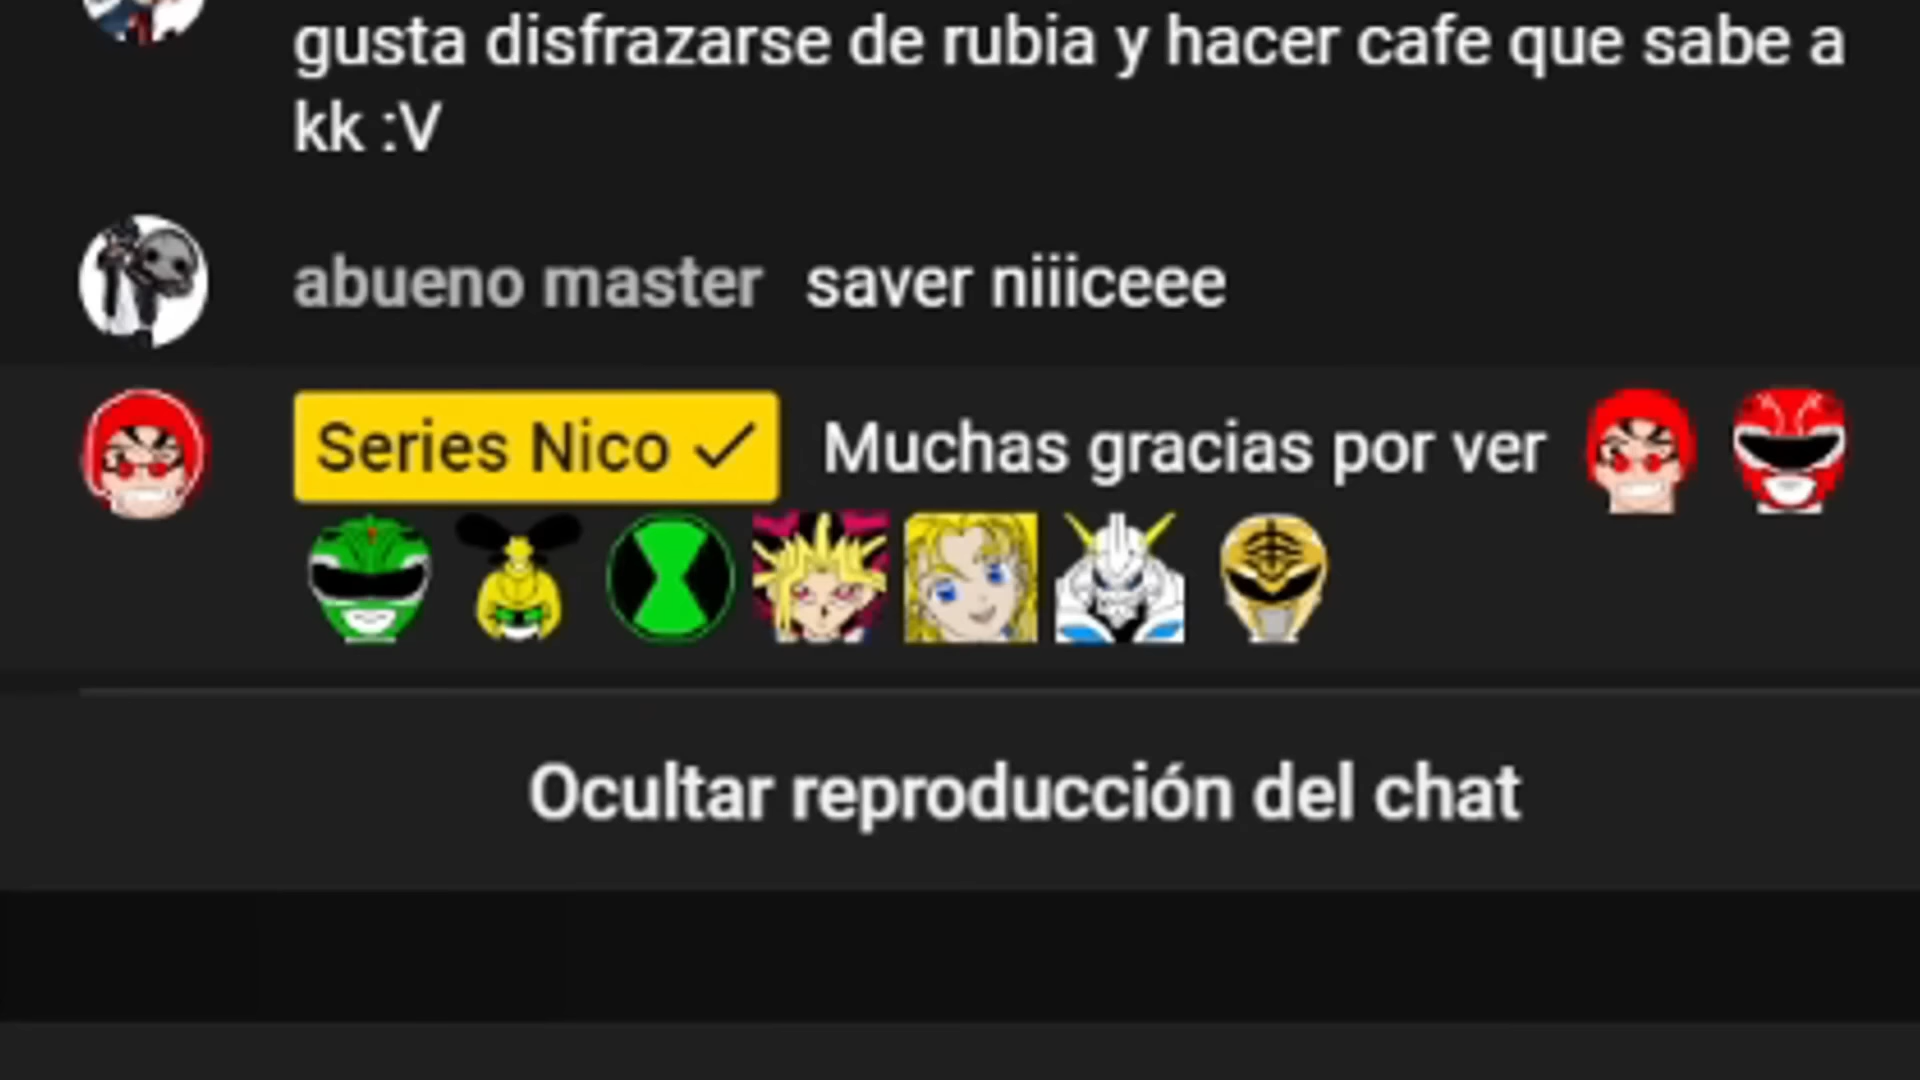 gusta disfrazarse de rubia y hacer cafe que sabe a
kk :V
abueno master saver niiiceee
Series Nico ✓ Muchas gracias por ver
Ocultar reproducción del chat